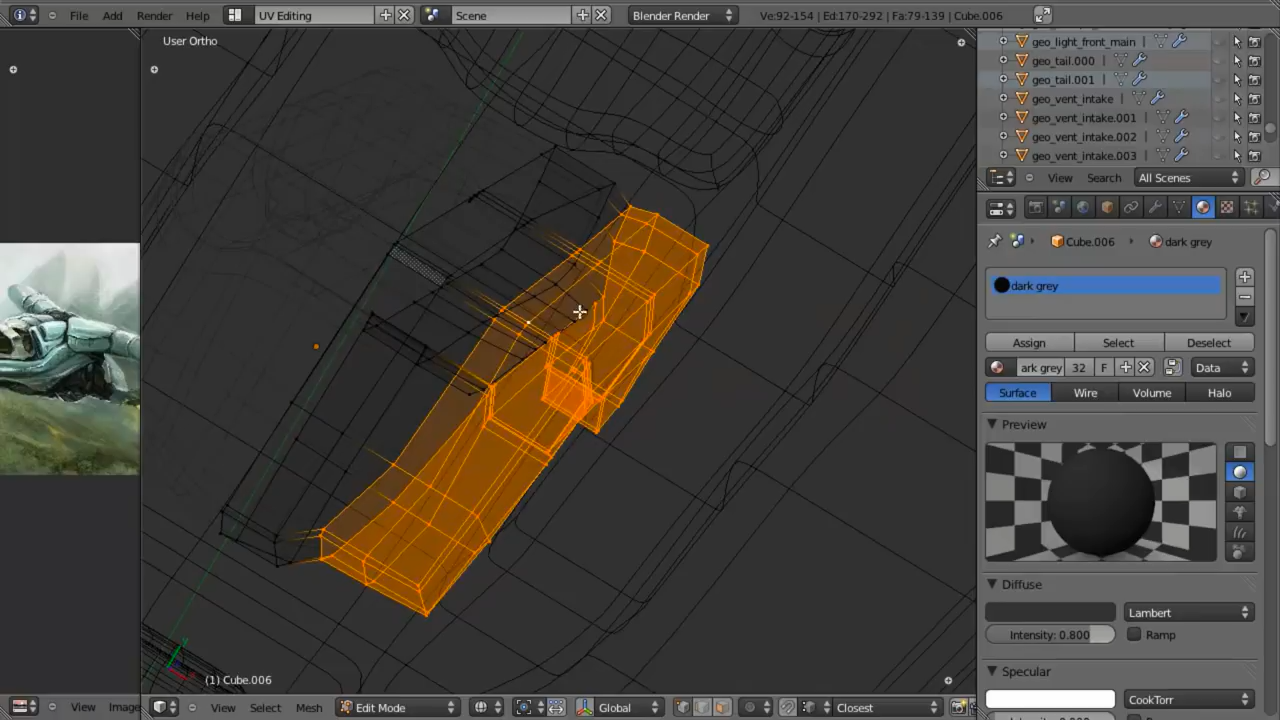 File Add Render Help UV Editing Scene Blender Render Ve:92-154 | Ed:170-292 | Fa:79-139 | Cube.006
User Ortho
geo_light_front_main
geo_tail.000
geo_tail.001
geo_vent_intake
geo_vent_intake.001
geo_vent_intake.002
geo_vent_intake.003
View Search All Scenes
Cube.006 dark grey
dark grey
Assign Select Deselect
ark grey 32 F Data
Surface Wire Volume Halo
Preview
Diffuse
Lambert
Intensity: 0.800 Ramp
Specular
CookTorr
(1) Cube.006
View Image View Select Mesh Edit Mode Global Closest